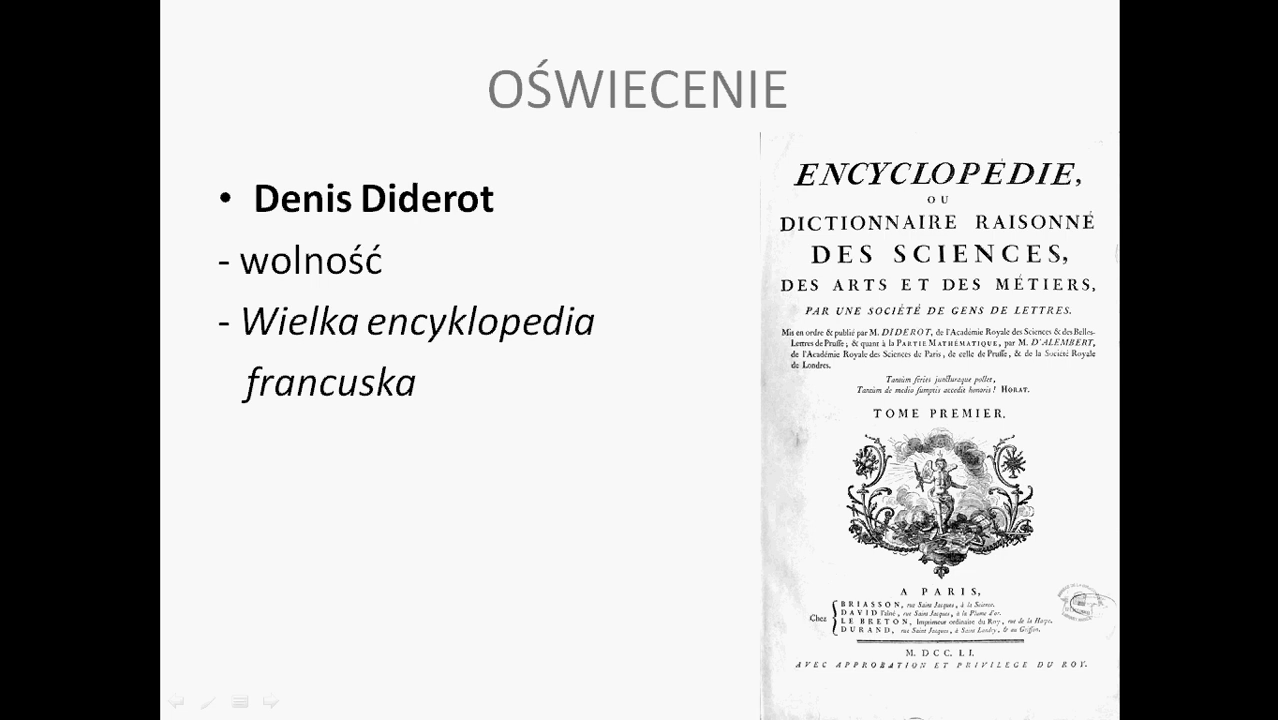 OŚWIECENIE
• Denis Diderot
- wolność
- Wielka encyklopedia
francuska
ENCYCLOPÉDIE,
OU
DICTIONNAIRE RAISONNÉ
DES SCIENCES,
DES ARTS ET DES MÉTIERS,
PAR UNE SOCIÉTÉ DE GENS DE LETTRES.
Mis en ordre & publié par M. DIDEROT, de l'Académie Royale des Sciences & des Belles-
Lettres de Prusse; & quant à la PARTIE MATHÉMATIQUE, par M. D'ALEMBERT,
de l'Académie Royale des Sciences de Paris, de celle de Prusse, & de la Société Royale
de Londres.
Tantùm series juncturaque pollet,
Tantùm de medio sumptis accedit honoris! HORAT.
TOME PREMIER.
A PARIS,
Chez
BRIASSON, rue Saint Jacques, à la Science.
DAVID l'aîné, rue Saint Jacques, à la Plume d'or.
LE BRETON, Imprimeur ordinaire du Roy, rue de la Harpe.
DURAND, rue Saint Jacques, à Saint Landry, & au Griffon.
M. DCC. LI.
AVEC APPROBATION ET PRIVILEGE DU ROY.